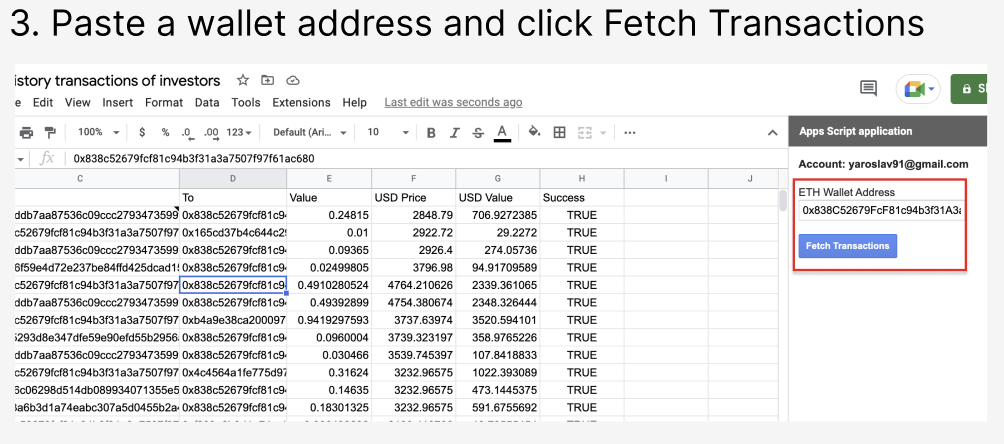 3. Paste a wallet address and click Fetch Transactions
istory transactions of investors
e Edit View Insert Format Data Tools Extensions Help Last edit was seconds ago
100% $ % .0 .00 123 Default (Ari... 10 B I S A
Apps Script application
fx 0x838c52679fcf81c94b3f31a3a7507f97f61ac680
Account: yaroslav91@gmail.com
C D E F G H I J
ETH Wallet Address
0x838C52679FcF81c94b3f31A3
Fetch Transactions
To Value USD Price USD Value Success
ddb7aa87536c09ccc2793473599 0x838c52679fcf81c9 0.24815 2848.79 706.9272385 TRUE
c52679fcf81c94b3f31a3a7507f97 0x165cd37b4c644c2 0.01 2922.72 29.2272 TRUE
ddb7aa87536c09ccc2793473599 0x838c52679fcf81c9 0.09365 2926.4 274.05736 TRUE
6f59e4d72e237be84ffd425dcad1 0x838c52679fcf81c9 0.02499805 3796.98 94.91709589 TRUE
c52679fcf81c94b3f31a3a7507f97 0x838c52679fcf81c9 0.4910280524 4764.210626 2339.361065 TRUE
ddb7aa87536c09ccc2793473599 0x838c52679fcf81c9 0.49392899 4754.380674 2348.326444 TRUE
c52679fcf81c94b3f31a3a7507f97 0xb4a9e38ca200097 0.9419297593 3737.63974 3520.594101 TRUE
293d8e347dfe59e90efd55b2956 0x838c52679fcf81c9 0.0960004 3739.323197 358.9766226 TRUE
ddb7aa87536c09ccc2793473599 0x838c52679fcf81c9 0.030466 3539.745397 107.8418833 TRUE
c52679fcf81c94b3f31a3a7507f97 0x4c4564a1fe775d97 0.31624 3232.96575 1022.393089 TRUE
c06298d514db089934071355e5 0x838c52679fcf81c9 0.14635 3232.96575 473.1445375 TRUE
a6b3d1a74eabc307a5d0455b2a 0x838c52679fcf81c9 0.18301325 3232.96575 591.6755692 TRUE